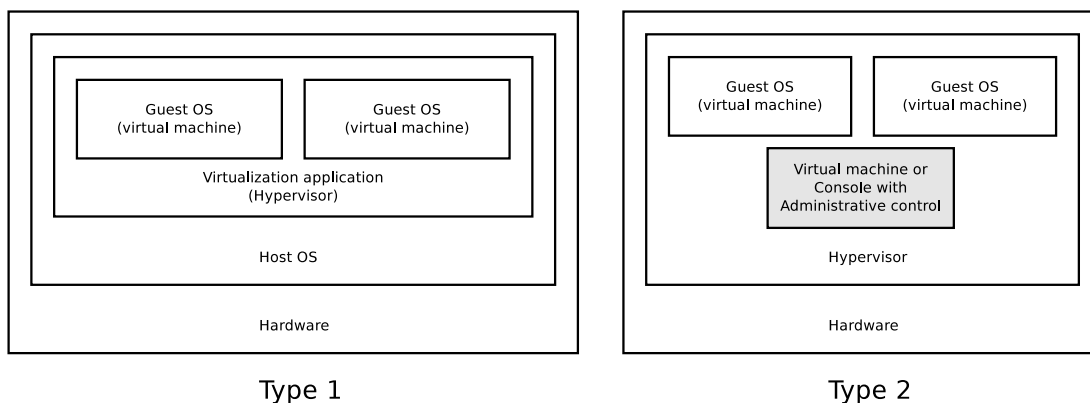 Guest OS
(virtual machine)
Guest OS
(virtual machine)
Virtualization application
(Hypervisor)
Host OS
Hardware
Type 1
Guest OS
(virtual machine)
Guest OS
(virtual machine)
Virtual machine or
Console with
Administrative control
Hypervisor
Hardware
Type 2